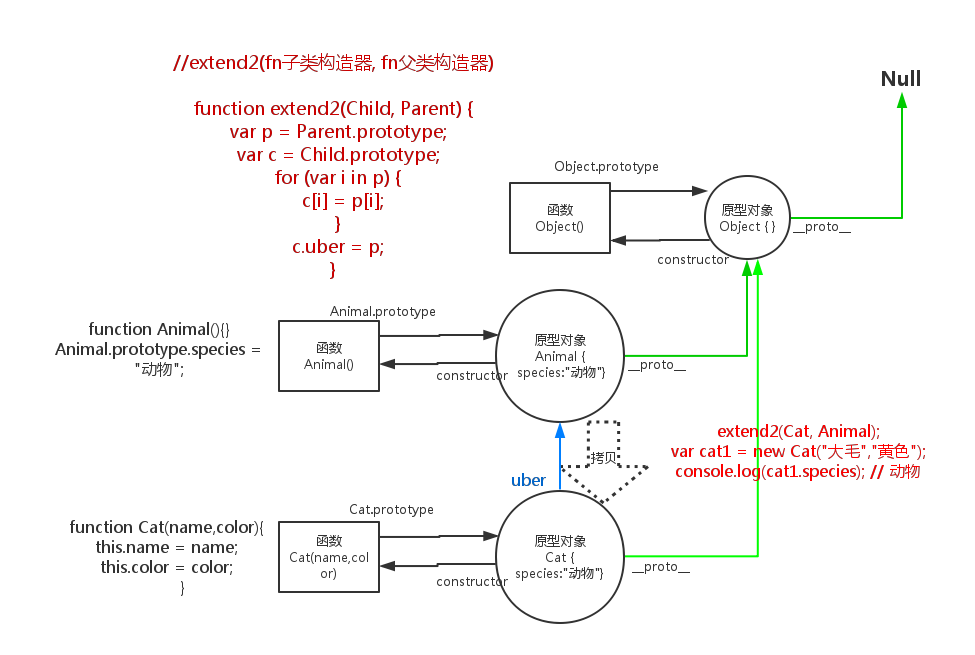 //extend2(fn子类构造器, fn父类构造器)
function extend2(Child, Parent) {
var p = Parent.prototype;
var c = Child.prototype;
for (var i in p) {
c[i] = p[i];
}
c.uber = p;
}
Null
Object.prototype
函数
Object()
原型对象
Object { }
__proto__
constructor
function Animal(){}
Animal.prototype.species =
"动物";
Animal.prototype
函数
Animal()
constructor
原型对象
Animal {
species:"动物"}
__proto__
extend2(Cat, Animal);
var cat1 = new Cat("大毛","黄色");
console.log(cat1.species); // 动物
拷贝
uber
function Cat(name,color){
this.name = name;
this.color = color;
}
Cat.prototype
函数
Cat(name,col
or)
constructor
原型对象
Cat {
species:"动物"}
__proto__